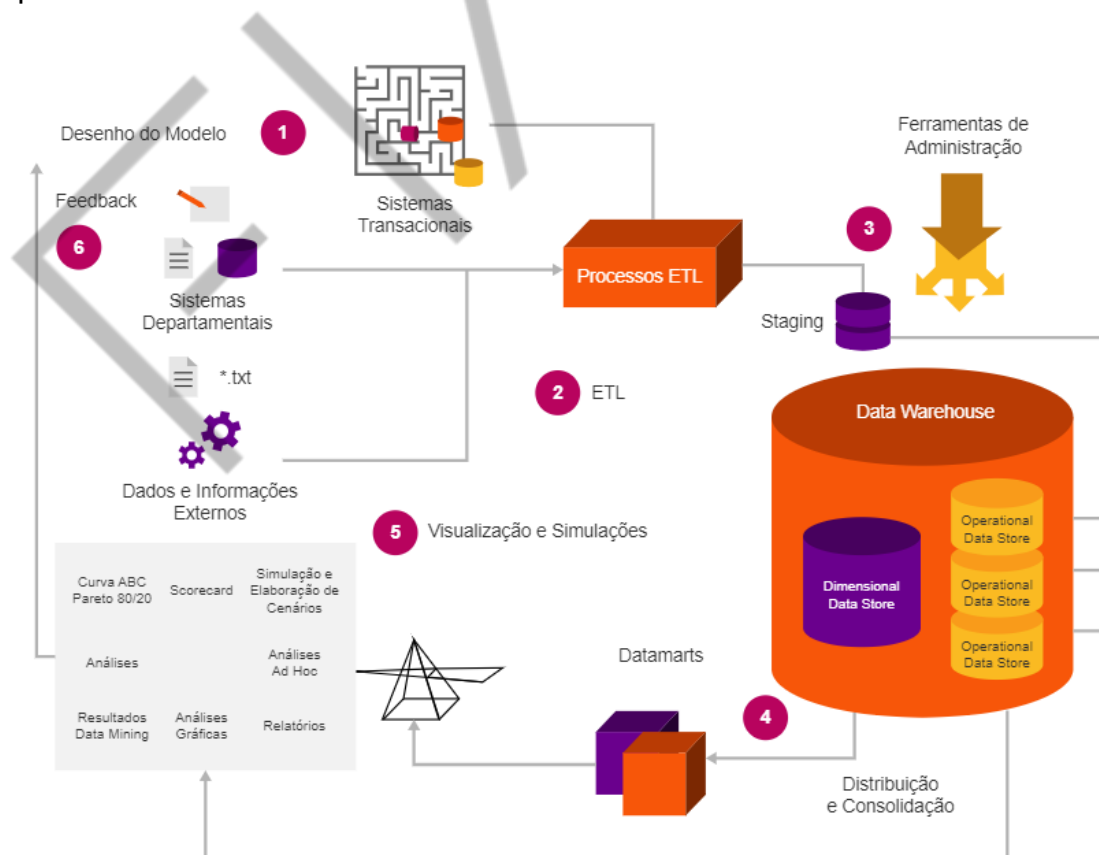 Desenho do Modelo
1
Sistemas
Transacionais
Ferramentas de
Administração
Feedback
6
Sistemas
Departamentais
Processos ETL
3
Staging
*.txt
2
ETL
Data Warehouse
Dados e Informações
Externos
5
Visualização e Simulações
Operational
Data Store
Dimensional
Data Store
Operational
Data Store
Operational
Data Store
Curva ABC
Pareto 80/20
Scorecard
Simulação e
Elaboração de
Cenários
Análises
Análises
Ad Hoc
Resultados
Data Mining
Análises
Gráficas
Relatórios
Datamarts
4
Distribuição
e Consolidação